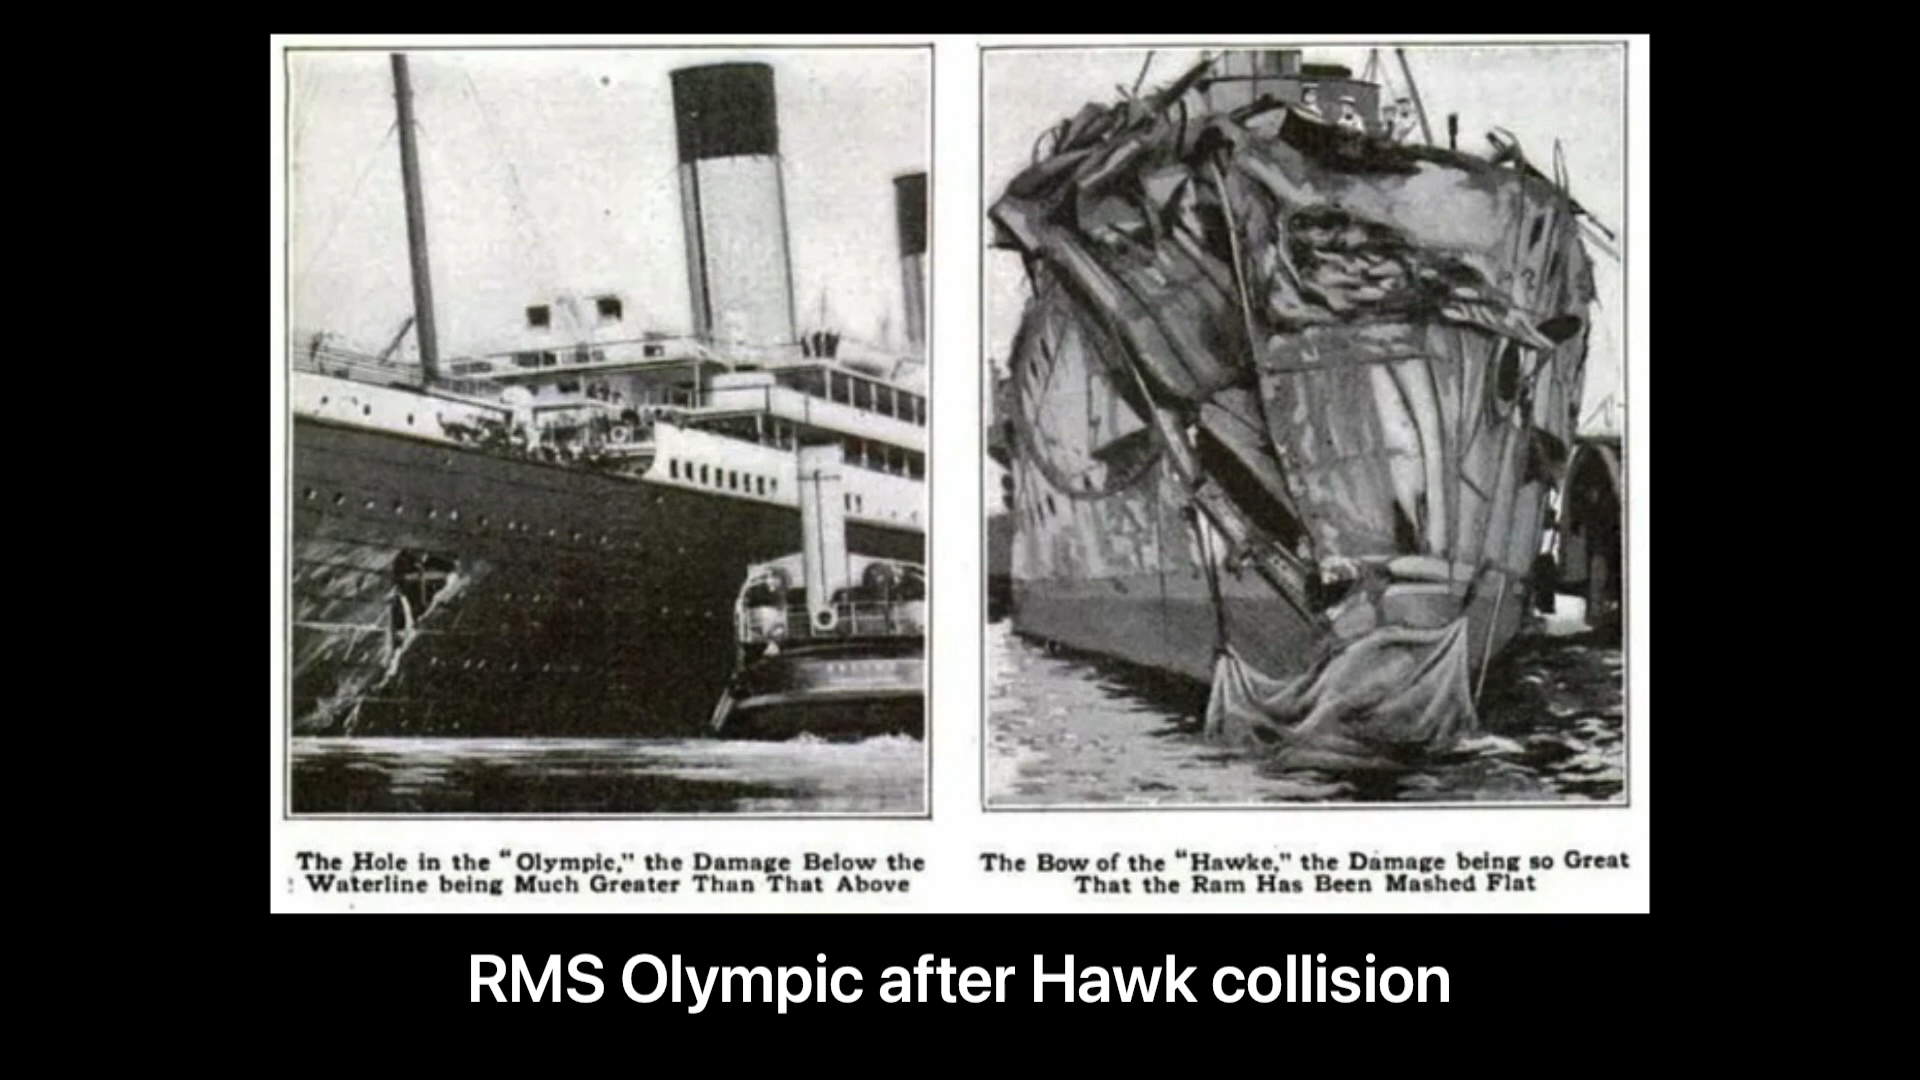 The Hole in the "Olympic," the Damage Below the
Waterline being Much Greater Than That Above
The Bow of the "Hawke," the Damage being so Great
That the Ram Has Been Mashed Flat
RMS Olympic after Hawk collision